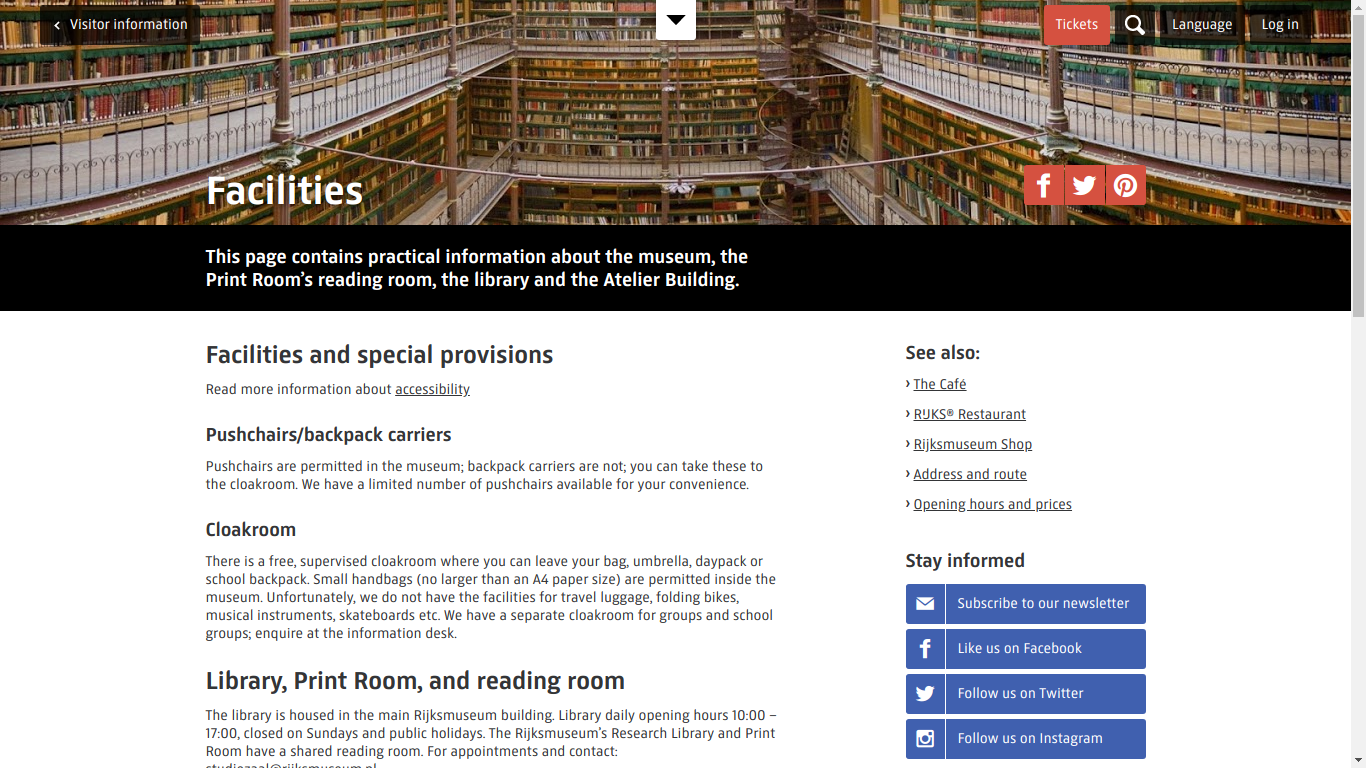 Visitor information
Tickets
Language
Log in
Facilities
This page contains practical information about the museum, the
Print Room’s reading room, the library and the Atelier Building.
Facilities and special provisions
Read more information about accessibility
Pushchairs/backpack carriers
Pushchairs are permitted in the museum; backpack carriers are not; you can take these to
the cloakroom. We have a limited number of pushchairs available for your convenience.
Cloakroom
There is a free, supervised cloakroom where you can leave your bag, umbrella, daypack or
school backpack. Small handbags (no larger than an A4 paper size) are permitted inside the
museum. Unfortunately, we do not have the facilities for travel luggage, folding bikes,
musical instruments, skateboards etc. We have a separate cloakroom for groups and school
groups; enquire at the information desk.
Library, Print Room, and reading room
The library is housed in the main Rijksmuseum building. Library daily opening hours 10:00 –
17:00, closed on Sundays and public holidays. The Rijksmuseum’s Research Library and Print
Room have a shared reading room. For appointments and contact:
studiezaal@rijksmuseum.nl
See also:
The Café
RIJKS® Restaurant
Rijksmuseum Shop
Address and route
Opening hours and prices
Stay informed
Subscribe to our newsletter
Like us on Facebook
Follow us on Twitter
Follow us on Instagram